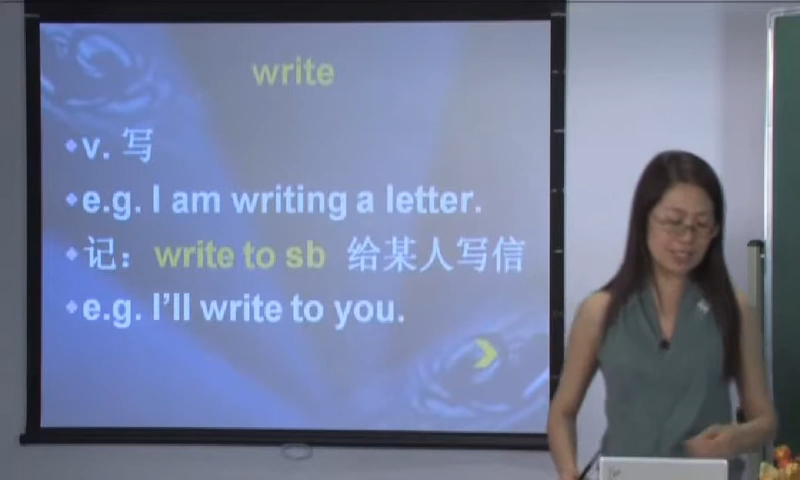 write
v. 写
e.g. I am writing a letter.
记：write to sb 给某人写信
e.g. I'll write to you.